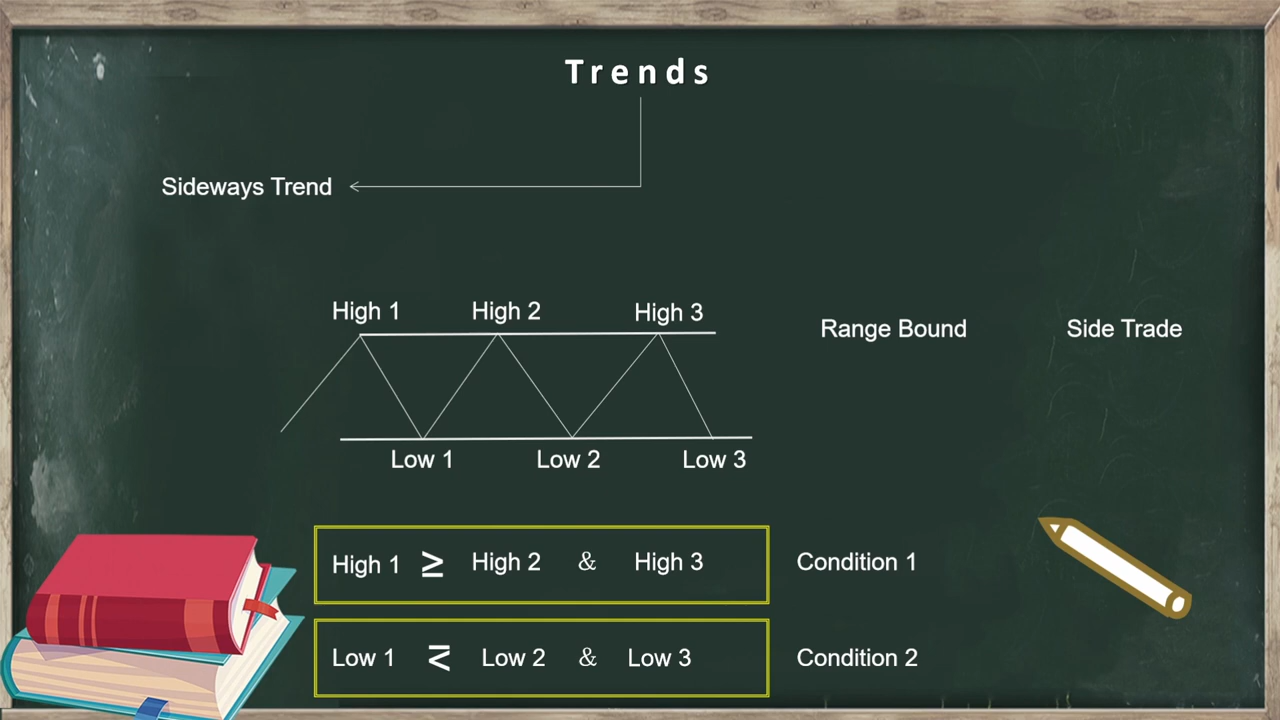 Trends
Sideways Trend
High 1 High 2 High 3
Range Bound Side Trade
Low 1 Low 2 Low 3
High 1 ≥ High 2 & High 3 Condition 1
Low 1 ≤ Low 2 & Low 3 Condition 2